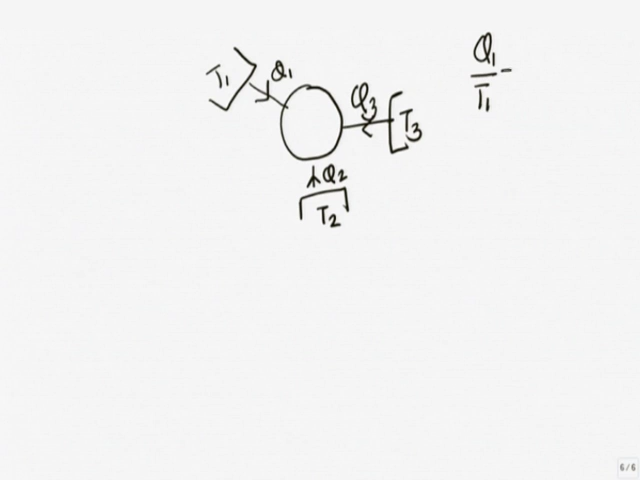 T₁ Q₁
Q₃
T₃
Q₂
T₂
Q₁
T₁ -
6/6